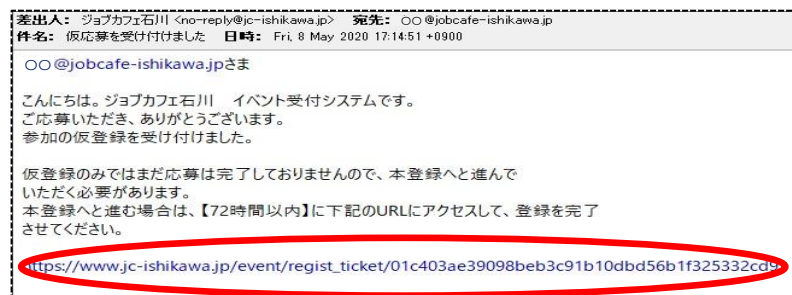 差出人： ジョブカフェ石川 <no-reply@jc-ishikawa.jp> 宛先： 〇〇@jobcafe-ishikawa.jp
件名： 仮応募を受け付けました 日時： Fri, 8 May 2020 17:14:51 +0900
〇〇@jobcafe-ishikawa.jpさま
こんにちは。ジョブカフェ石川　イベント受付システムです。
ご応募いただき、ありがとうございます。
参加の仮登録を受け付けました。
仮登録のみではまだ応募は完了しておりませんので、本登録へと進んで
いただく必要があります。
本登録へと進む場合は、【72時間以内】に下記のURLにアクセスして、登録を完了
させてください。
https://www.jc-ishikawa.jp/event/regist_ticket/01c403ae39098beb3c91b10dbd56b1f325332cd9